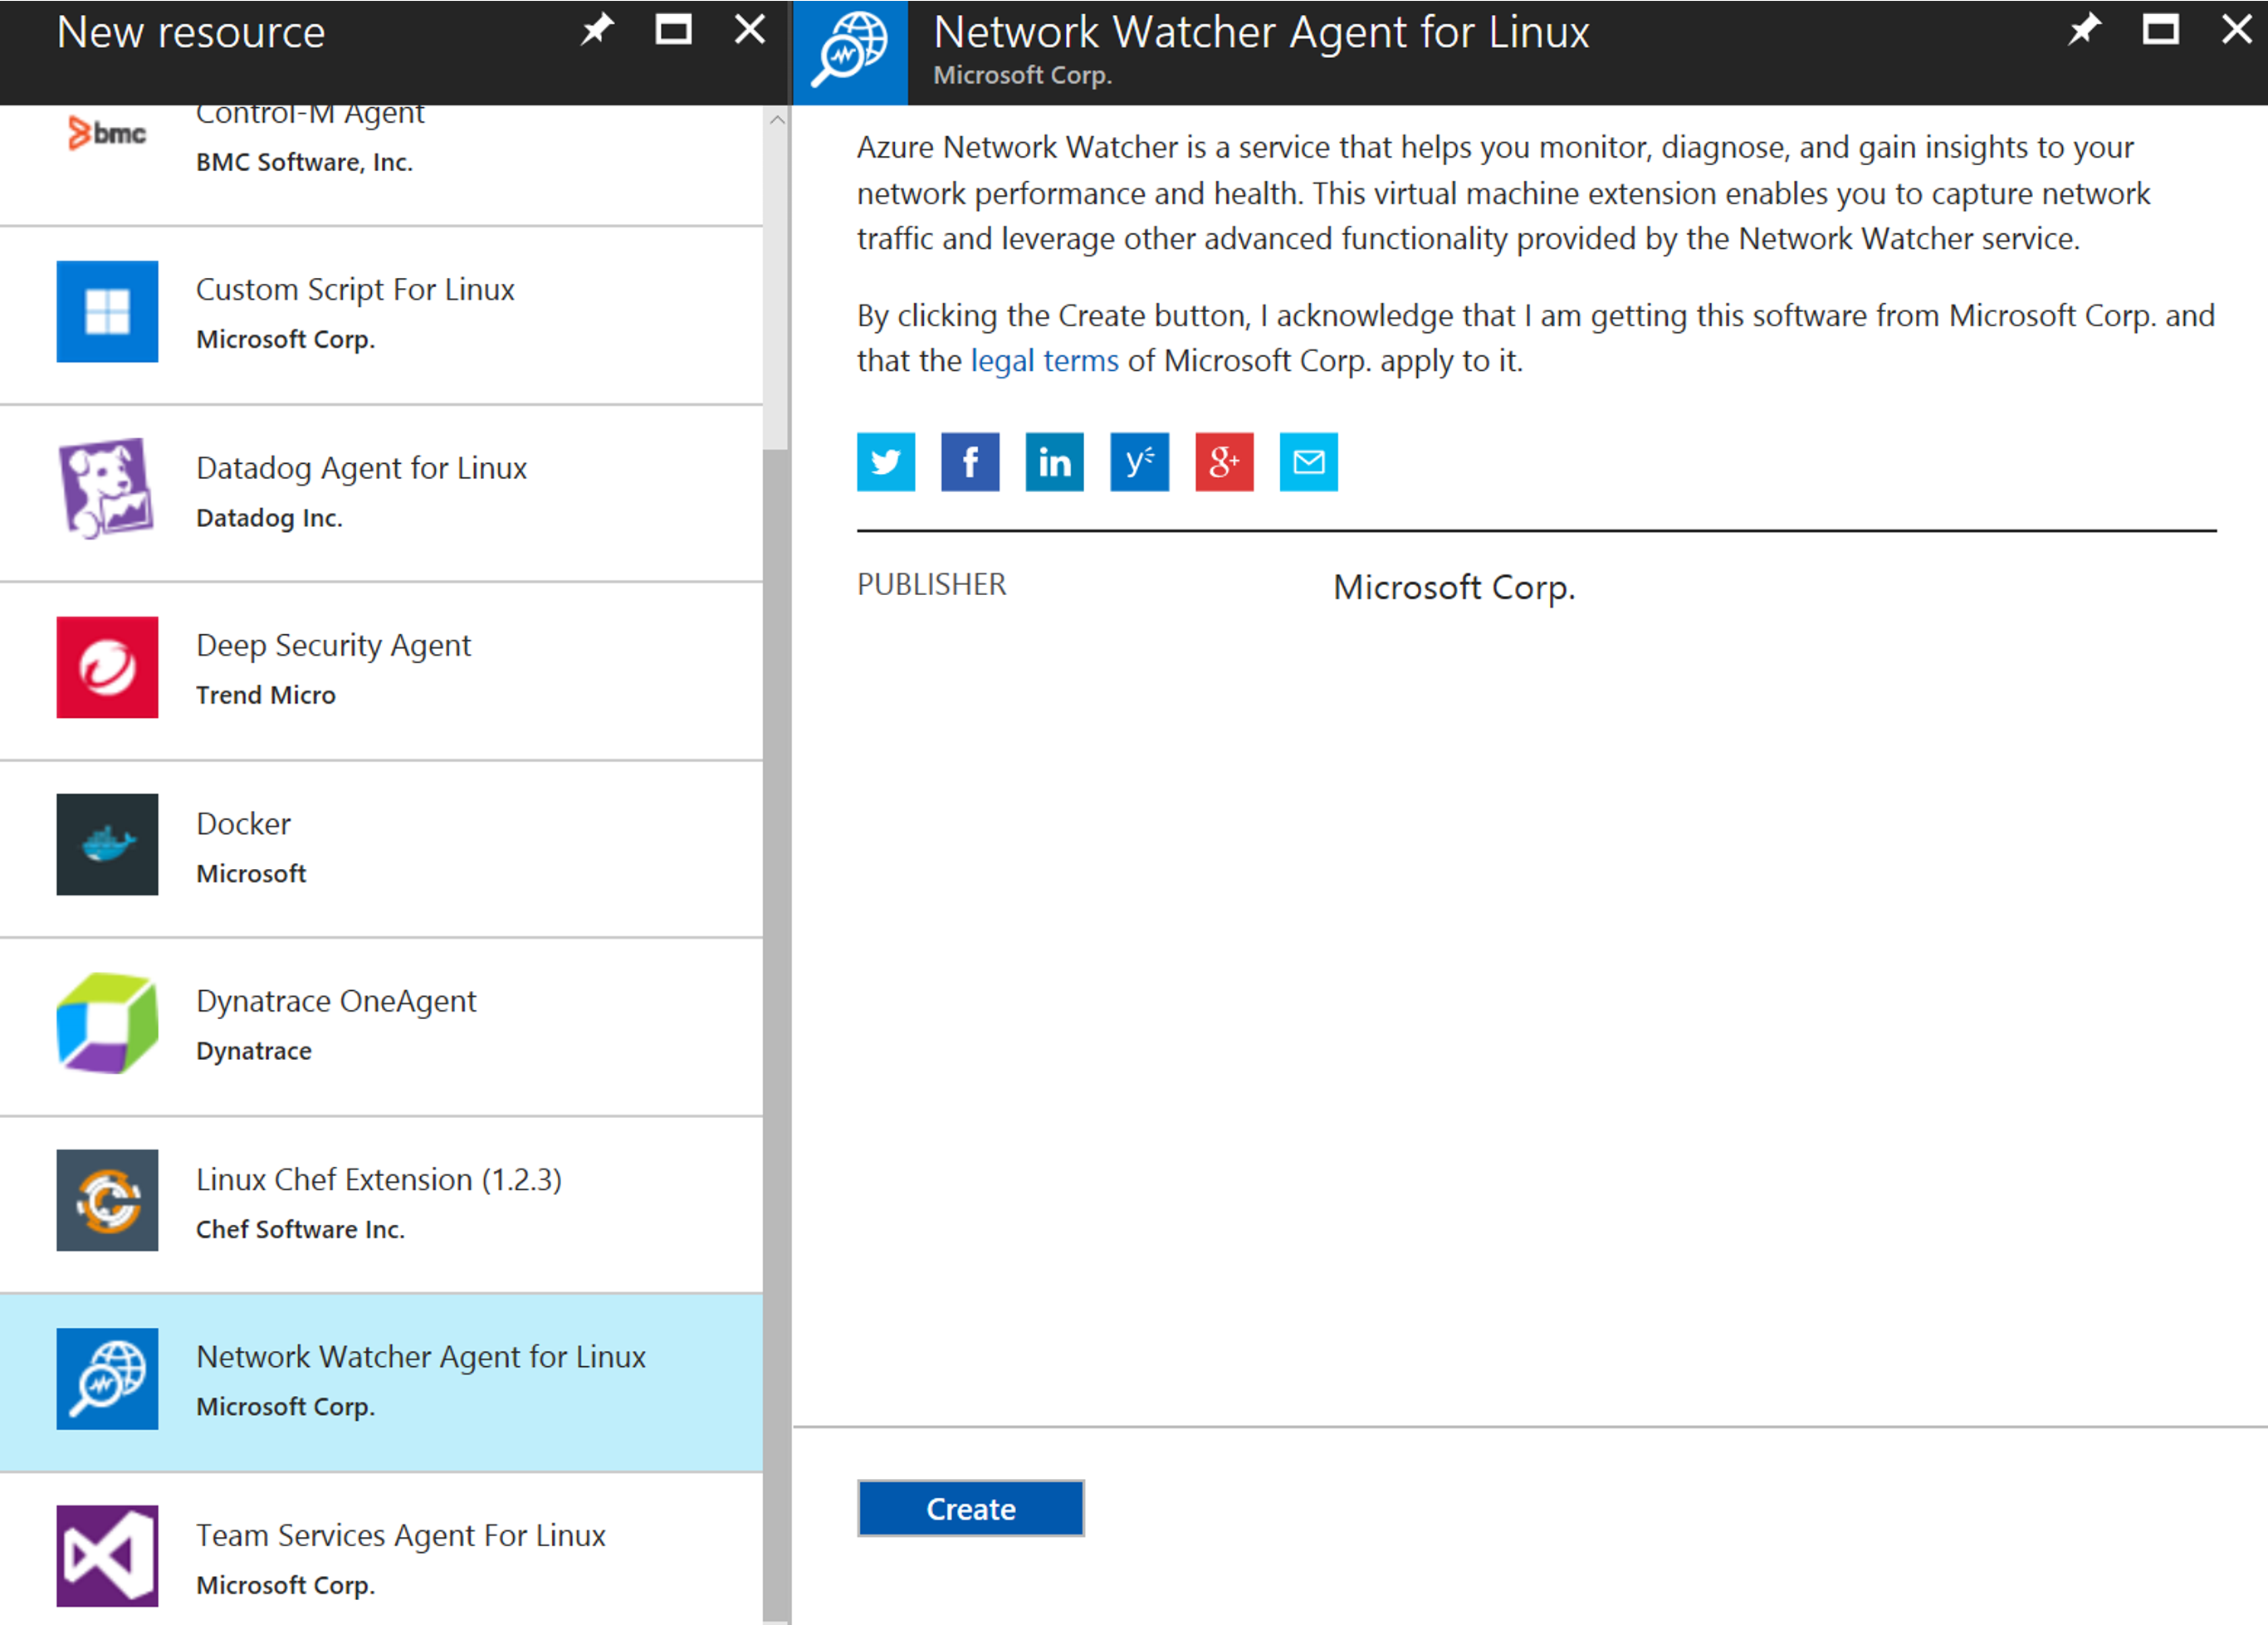 New resource
bmc
Control-M Agent
BMC Software, Inc.
Custom Script For Linux
Microsoft Corp.
Datadog Agent for Linux
Datadog Inc.
Deep Security Agent
Trend Micro
Docker
Microsoft
Dynatrace OneAgent
Dynatrace
Linux Chef Extension (1.2.3)
Chef Software Inc.
Network Watcher Agent for Linux
Microsoft Corp.
Team Services Agent For Linux
Microsoft Corp.
Network Watcher Agent for Linux
Microsoft Corp.
Azure Network Watcher is a service that helps you monitor, diagnose, and gain insights to your
network performance and health. This virtual machine extension enables you to capture network
traffic and leverage other advanced functionality provided by the Network Watcher service.
By clicking the Create button, I acknowledge that I am getting this software from Microsoft Corp. and
that the legal terms of Microsoft Corp. apply to it.
f in y g+
PUBLISHER Microsoft Corp.
Create